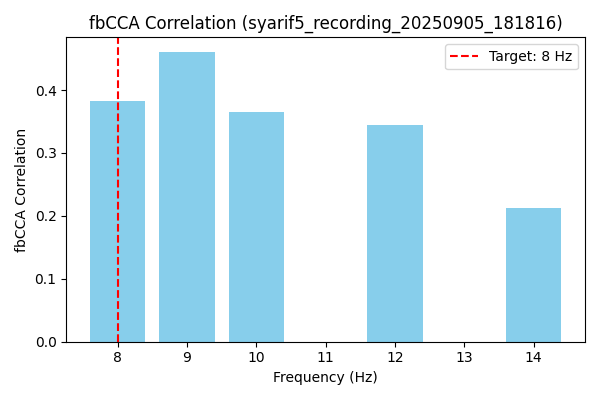 fbCCA Correlation (syarif5_recording_20250905_181816)
Target: 8 Hz
fbCCA Correlation
0.4
0.3
0.2
0.1
0.0
8 9 10 11 12 13 14
Frequency (Hz)